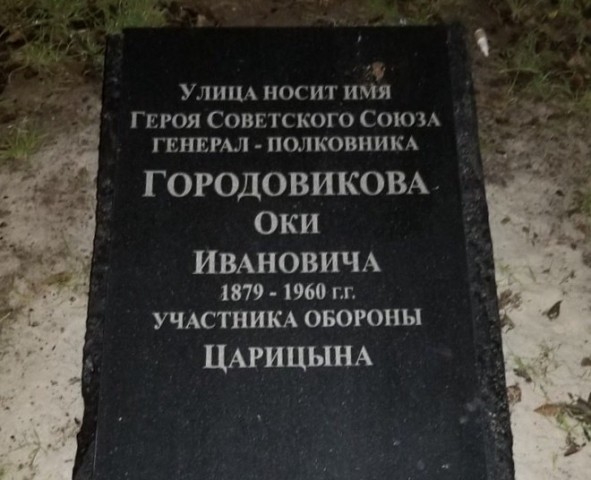 Улица носит имя
Героя Советского Союза
генерал - полковника
Городовикова
Оки
Ивановича
1879 - 1960 г.г.
участника обороны
Царицына